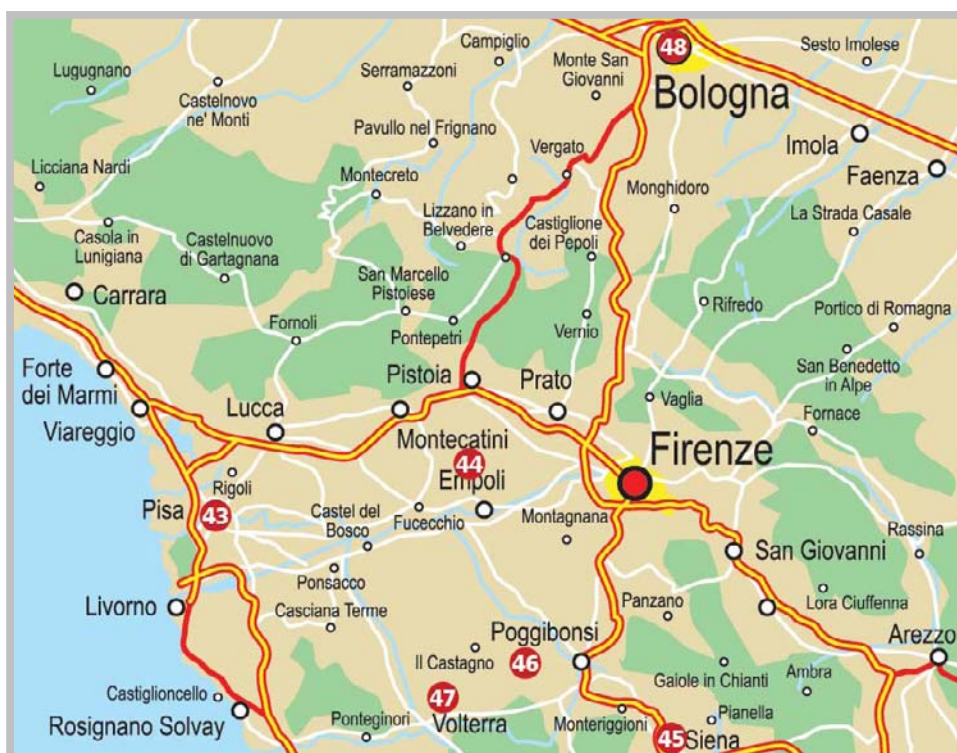 Campiglio
48
Sesto Imolese
Lugugnano
Serramazzoni
Monte San
Giovanni
Castelnovo
ne' Monti
Bologna
Pavullo nel Frignano
Vergato
Imola
Licciana Nardi
Montecreto
Faenza
Monghidoro
Lizzano in
Belvedere
Castiglione
dei Pepoli
La Strada Casale
Casola in
Lunigiana
Castelnuovo
di Gartagnana
San Marcello
Pistoiese
Carrara
Rifredo
Portico di Romagna
Fornoli
Pontepetri
Vernio
San Benedetto
in Alpe
Forte
dei Marmi
Pistoia
Prato
Vaglia
Viareggio
Lucca
Fornace
Montecatini
Firenze
44
Rigoli
Empoli
Pisa
43
Castel del
Bosco
Fucecchio
Montagnana
Rassina
San Giovanni
Ponsacco
Livorno
Casciana Terme
Panzano
Lora Ciuffenna
Poggibonsi
Arezzo
Il Castagno
46
Gaiole in Chianti
Ambra
Castiglioncello
47
Rosignano Solvay
Volterra
Ponteginori
Monteriggioni
Pianella
45
Siena